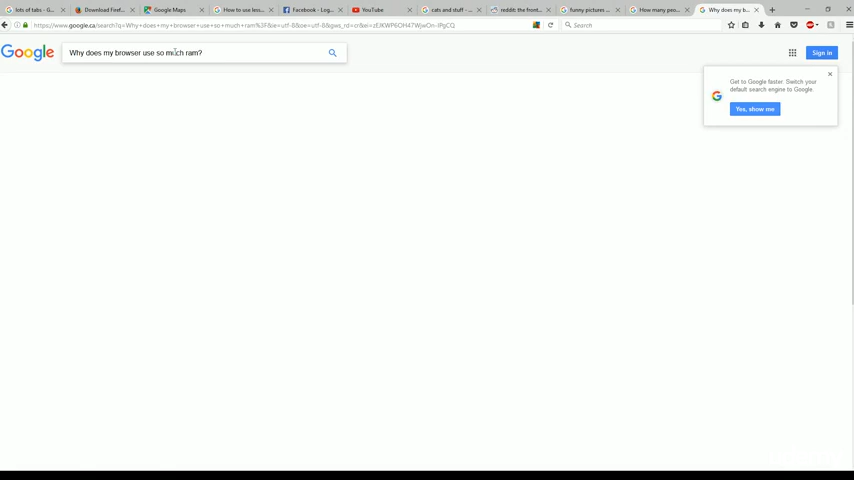 lots of tabs - G...
Download Firef...
Google Maps
How to use less...
Facebook - Log...
YouTube
cats and stuff - ...
reddit: the front...
funny pictures ...
How many peo...
Why does my b...
https://www.google.ca/search?q=Why+does+my+browser+use+so+much+ram%3F&ie=utf-8&oe=utf-8&gws_rd=cr&ei=zEJKWP6OH47WjwOn-IPgCQ
Search
Google
Why does my browser use so much ram?
Sign in
Get to Google faster. Switch your
default search engine to Google.
Yes, show me